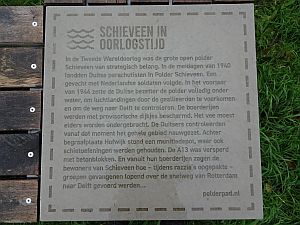 SCHIEVEEN IN
OORLOGSTIJD
In de Tweede Wereldoorlog was de grote open polder
Schieveen van strategisch belang. In de meidagen van 1940
landden Duitse parachutisten in Polder Schieveen. Een
gevecht met Nederlandse soldaten volgde. In het voorjaar
van 1944 zette de Duitse bezetter de polder volledig onder
water, om luchtlandingen door de geallieerden te voorkomen
en om de weg naar Delft te controleren. De boerderijen
werden met provisorische dijkjes beschermd. Het vee moest
elders worden ondergebracht. De Duitsers controleerden
vanaf dat moment het gehele gebied nauwgezet. Achter
begraafplaats Hofwijk stond een munitiedepot, waar ook
schietoefeningen werden gehouden. De A13 was versperd
met betonblokken. En vanuit hun boerderijen zagen de
bewoners van Schieveen hoe - tijdens razzia's opgepakte -
groepen gevangenen lopend over de snelweg van Rotterdam
naar Delft gevoerd werden...
polderpad.nl